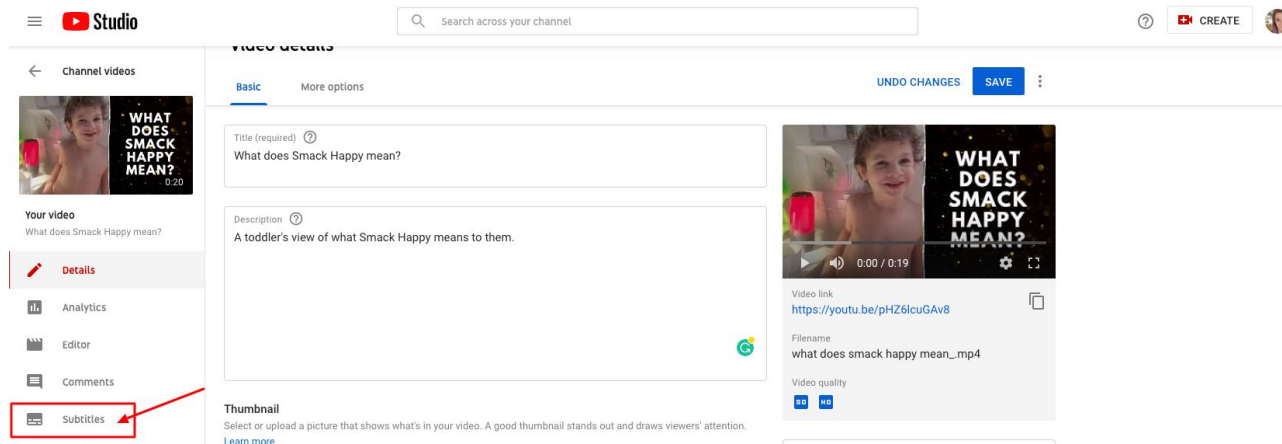 Studio
Search across your channel
CREATE
Channel videos
WHAT
DOES
SMACK
HAPPY
MEAN?
0:20
Your video
What does Smack Happy mean?
Details
Analytics
Editor
Comments
Subtitles
Video details
Basic
More options
UNDO CHANGES
SAVE
Title (required)
What does Smack Happy mean?
Description
A toddler's view of what Smack Happy means to them.
Thumbnail
Select or upload a picture that shows what's in your video. A good thumbnail stands out and draws viewers' attention.
Learn more
WHAT
DOES
SMACK
HAPPY
MEAN?
0:00 / 0:19
Video link
https://youtu.be/pHZ6lcuGAv8
Filename
what does smack happy mean_.mp4
Video quality
SD HD